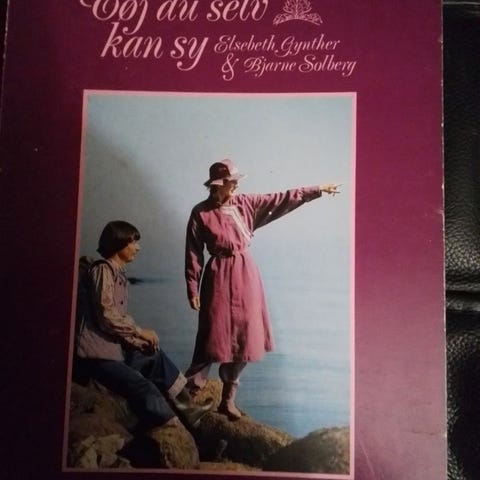 Tøj du selv
kan sy Elsebeth Gynther
& Bjarne Solberg